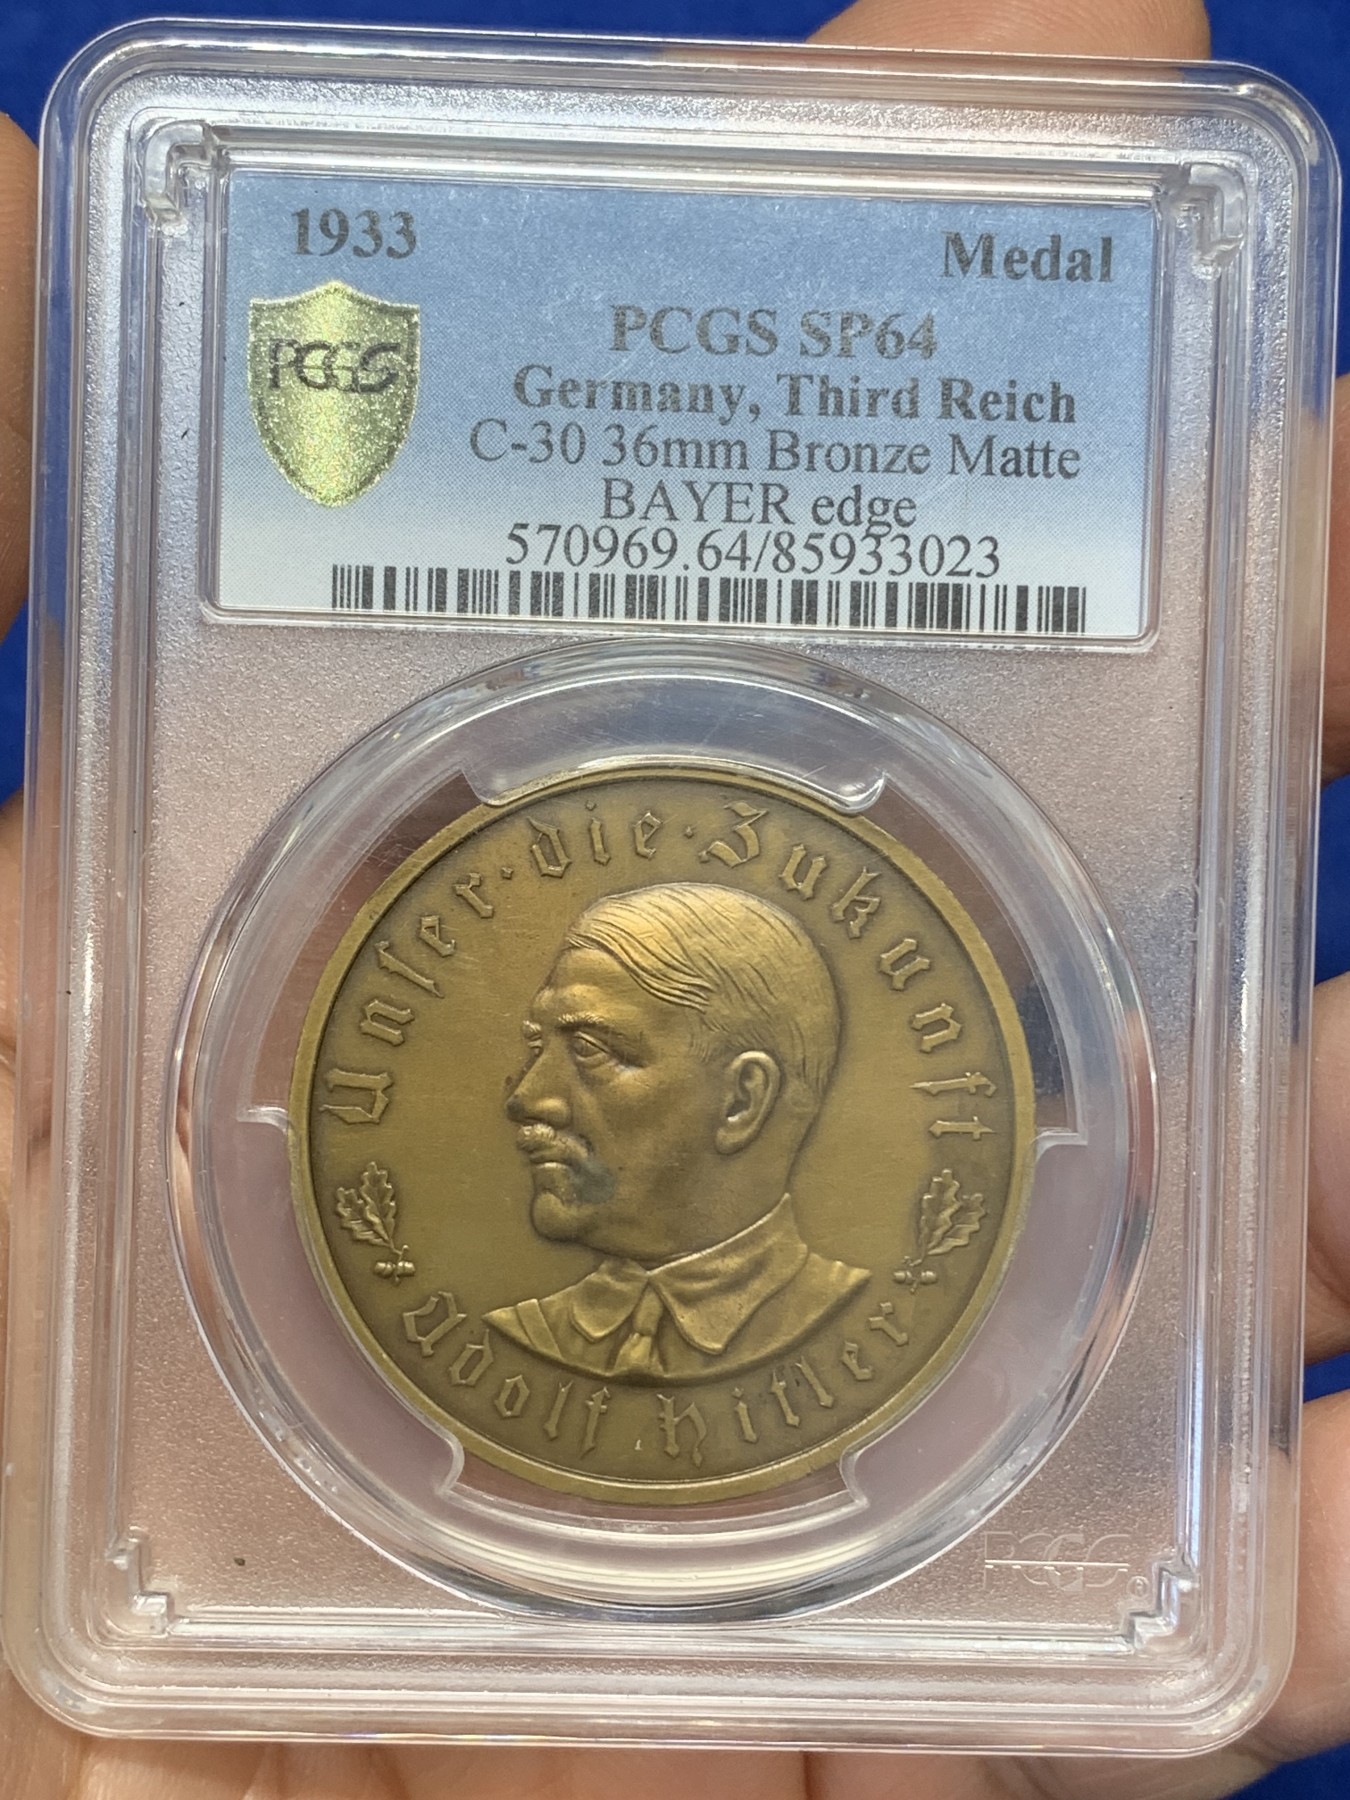 1933
Medal
PCGS
PCGS SP64
Germany, Third Reich
C-30 36mm Bronze Matte
BAYER edge
570969.64/85933023
Unser · die · Zukunft
Adolf Hitler
PCGS